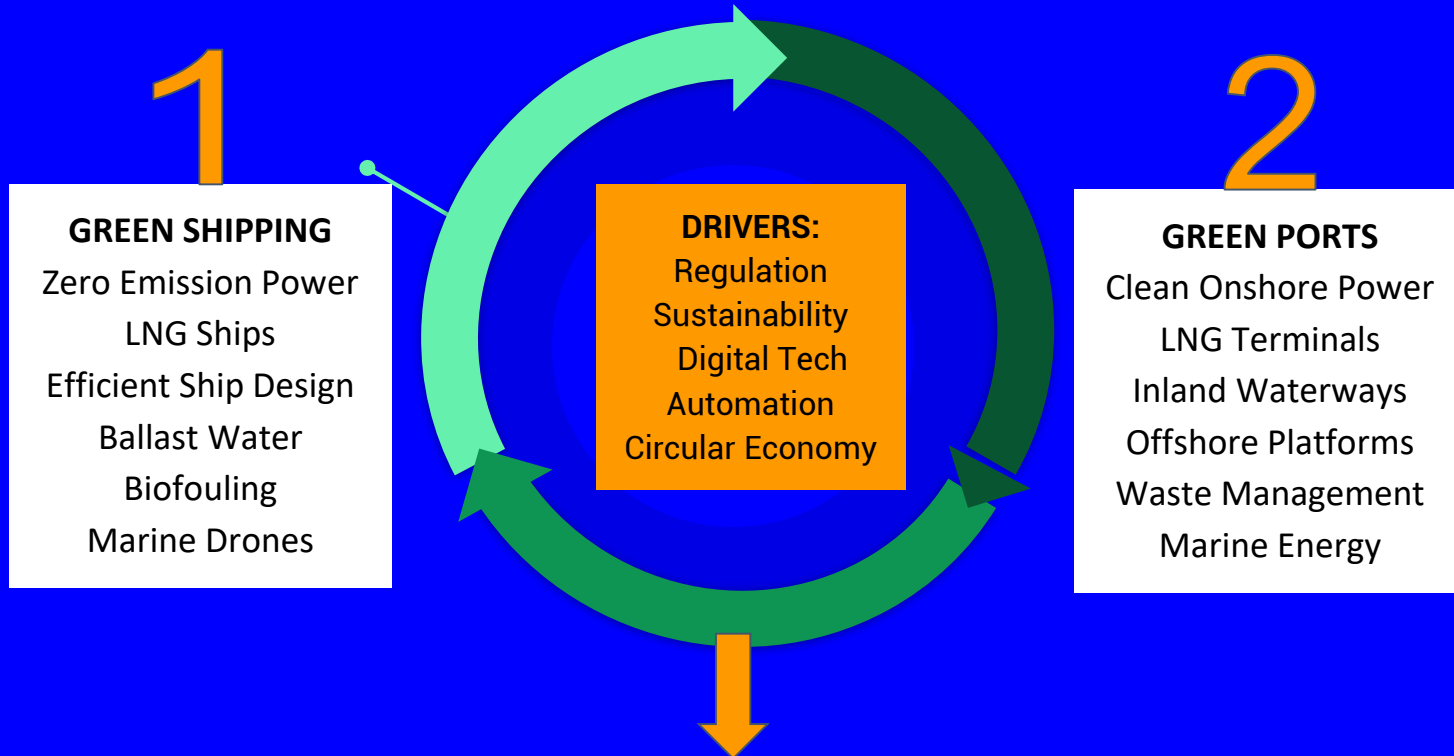 1
GREEN SHIPPING
Zero Emission Power
LNG Ships
Efficient Ship Design
Ballast Water
Biofouling
Marine Drones
DRIVERS:
Regulation
Sustainability
Digital Tech
Automation
Circular Economy
2
GREEN PORTS
Clean Onshore Power
LNG Terminals
Inland Waterways
Offshore Platforms
Waste Management
Marine Energy